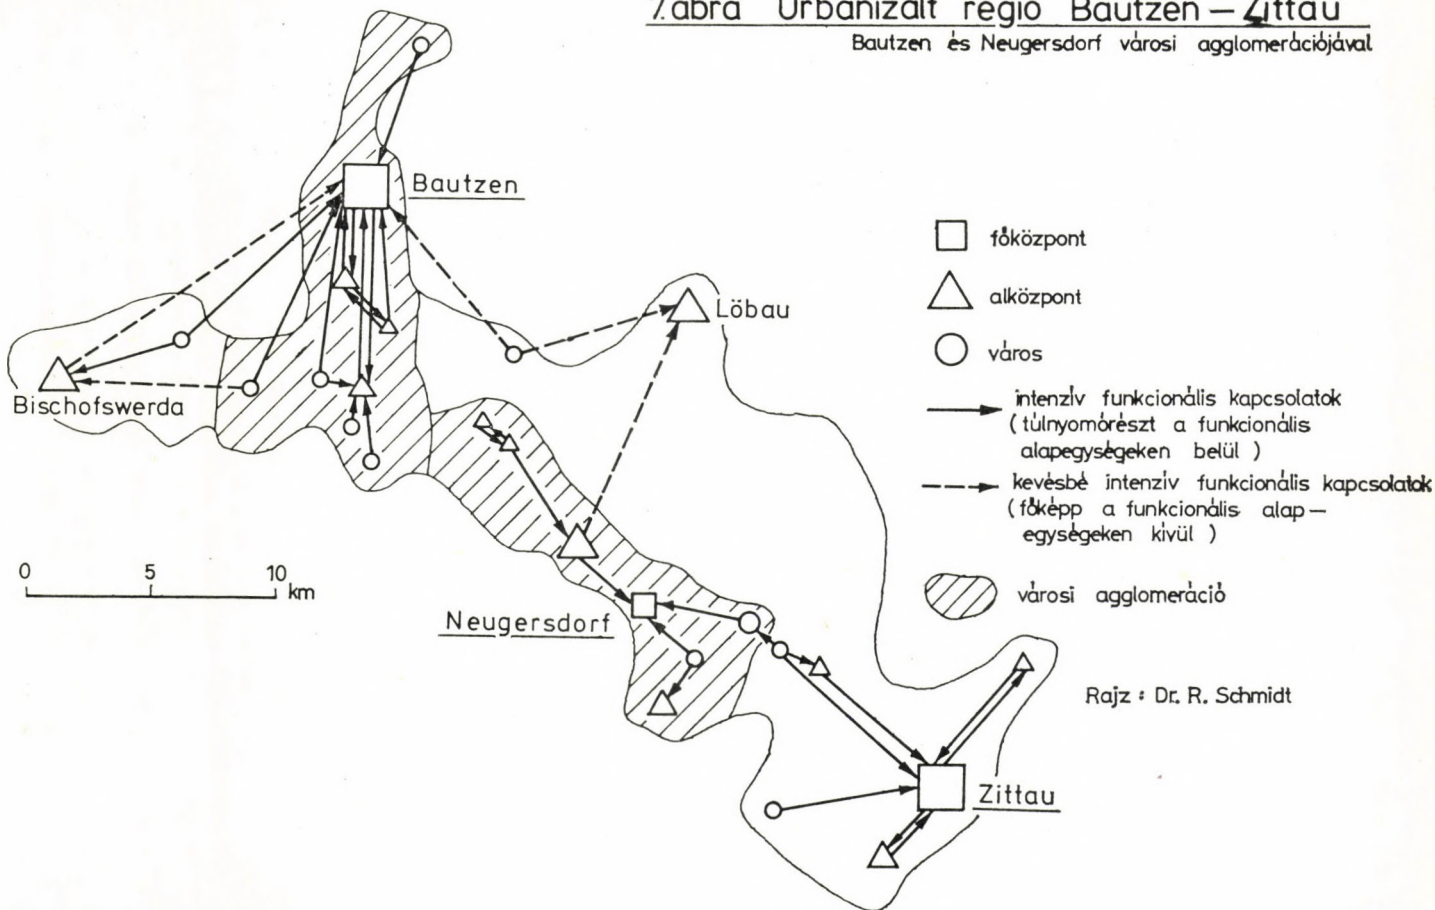 7. ábra Urbanizált régió Bautzen – Zittau
Bautzen és Neugersdorf városi agglomerációjával
Bautzen
Löbau
Bischofswerda
Neugersdorf
Zittau
0 5 10 km
főközpont
alközpont
város
intenzív funkcionális kapcsolatok
( túlnyomórészt a funkcionális
alapegységeken belül )
kevésbé intenzív funkcionális kapcsolatok
( főképp a funkcionális alap –
egységeken kívül )
városi agglomeráció
Rajz : Dr. R. Schmidt